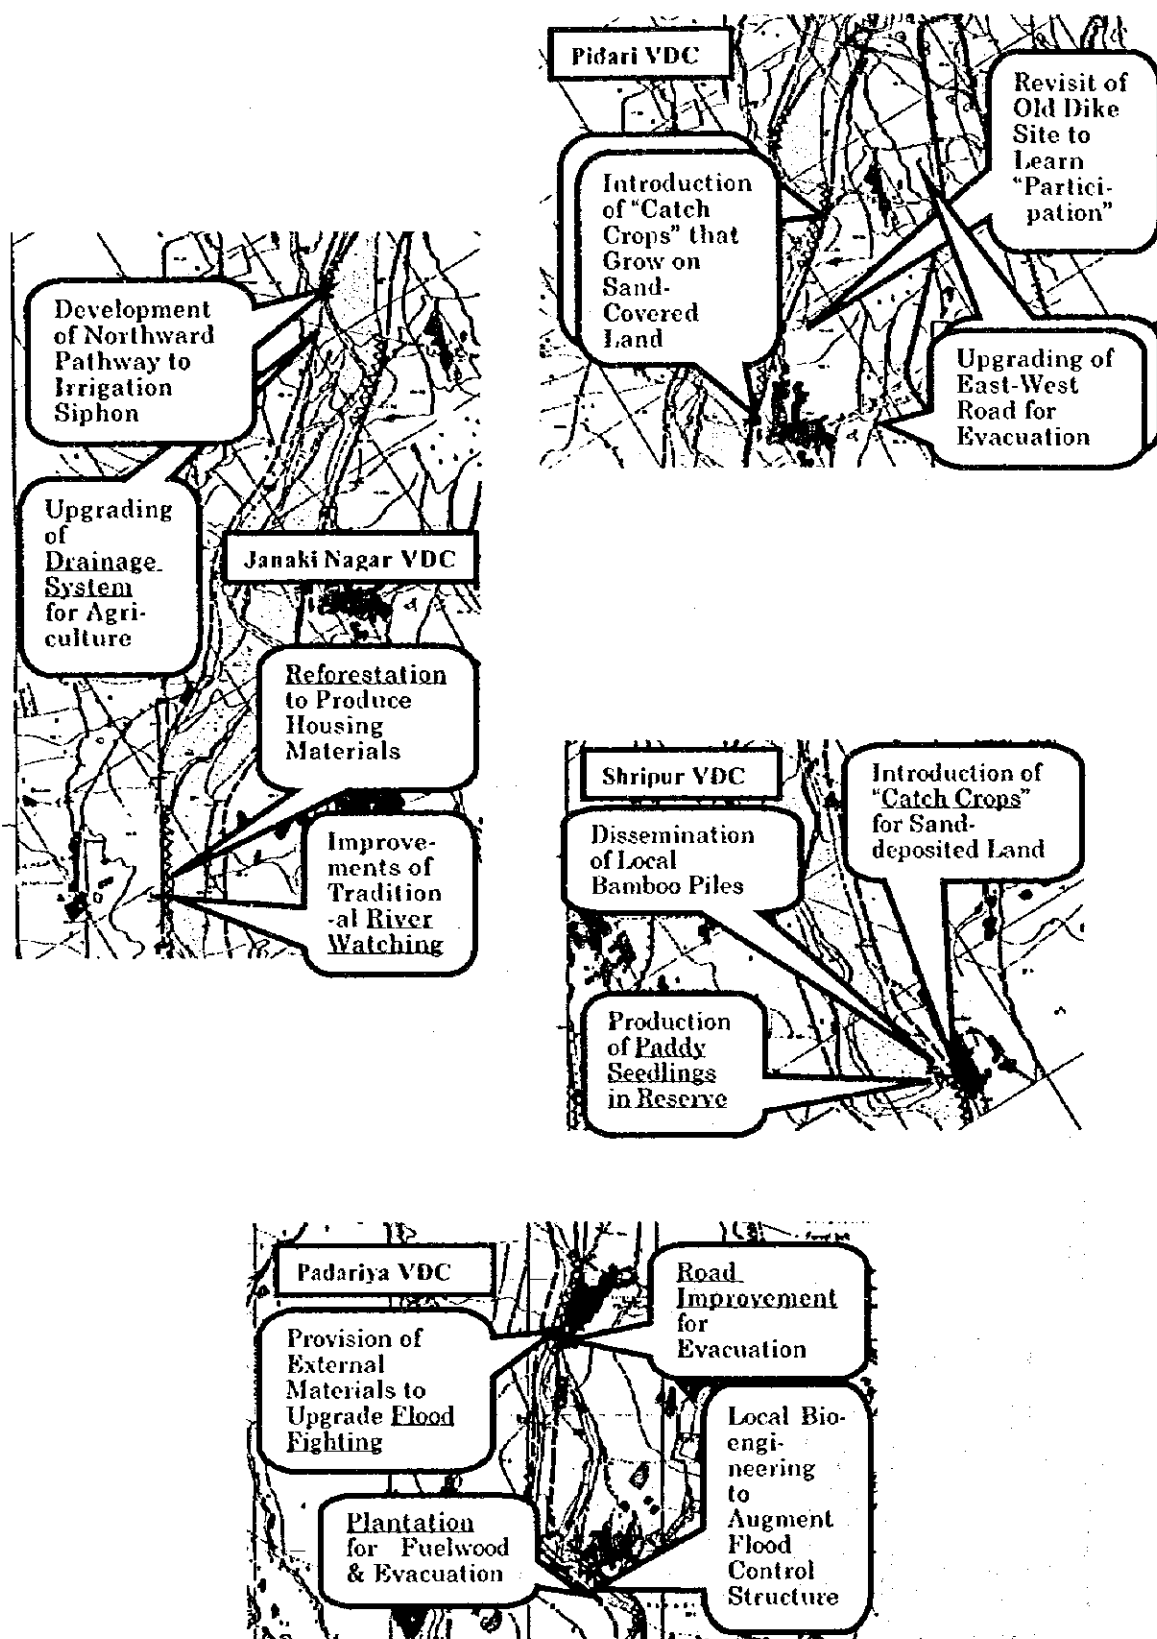 Pidari VDC
Revisit of
Old Dike
Site to
Learn
“Partici-
pation”
Introduction
of “Catch
Crops” that
Grow on
Sand-
Covered
Land
Upgrading of
East-West
Road for
Evacuation
Development
of Northward
Pathway to
Irrigation
Siphon
Upgrading
of
Drainage
System
for Agri-
culture
Janaki Nagar VDC
Reforestation
to Produce
Housing
Materials
Improve-
ments of
Tradition
-al River
Watching
Shripur VDC
Introduction of
“Catch Crops”
for Sand-
deposited Land
Dissemination
of Local
Bamboo Piles
Production
of Paddy
Seedlings
in Reserve
Padariya VDC
Road
Improvement
for
Evacuation
Provision of
External
Materials to
Upgrade Flood
Fighting
Local Bio-
engi-
neering
to
Augment
Flood
Control
Structure
Plantation
for Fuelwood
& Evacuation